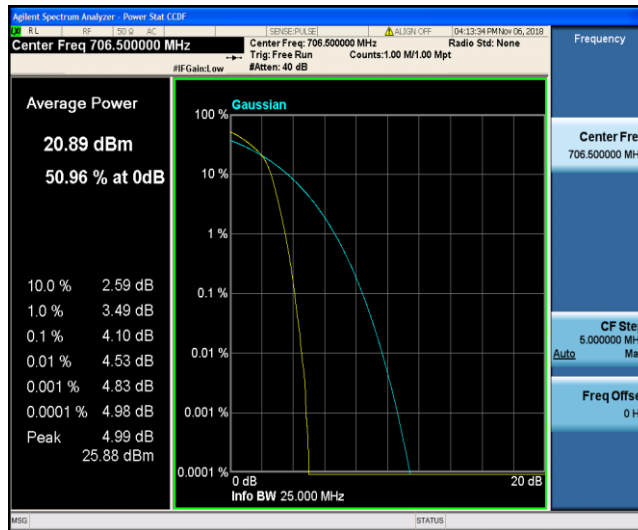 Agilent Spectrum Analyzer - Power Stat CCDF
RL RF 50 Ω AC SENSE:PULSE ALIGN OFF 04:13:34 PM Nov 06, 2018
Center Freq 706.500000 MHz
Center Freq: 706.500000 MHz Radio Std: None
Trig: Free Run Counts:1.00 M/1.00 Mpt
#IFGain:Low #Atten: 40 dB
Frequency
Average Power
20.89 dBm
50.96 % at 0dB
10.0 % 2.59 dB
1.0 % 3.49 dB
0.1 % 4.10 dB
0.01 % 4.53 dB
0.001 % 4.83 dB
0.0001 % 4.98 dB
Peak 4.99 dB
25.88 dBm
Gaussian
100 %
10 %
1 %
0.1 %
0.01 %
0.001 %
0.0001 %
0 dB 20 dB
Info BW 25.000 MHz
Center Fre
706.500000 MH
CF Ste
5.000000 MH
Auto Ma
Freq Offse
0 H
MSG STATUS